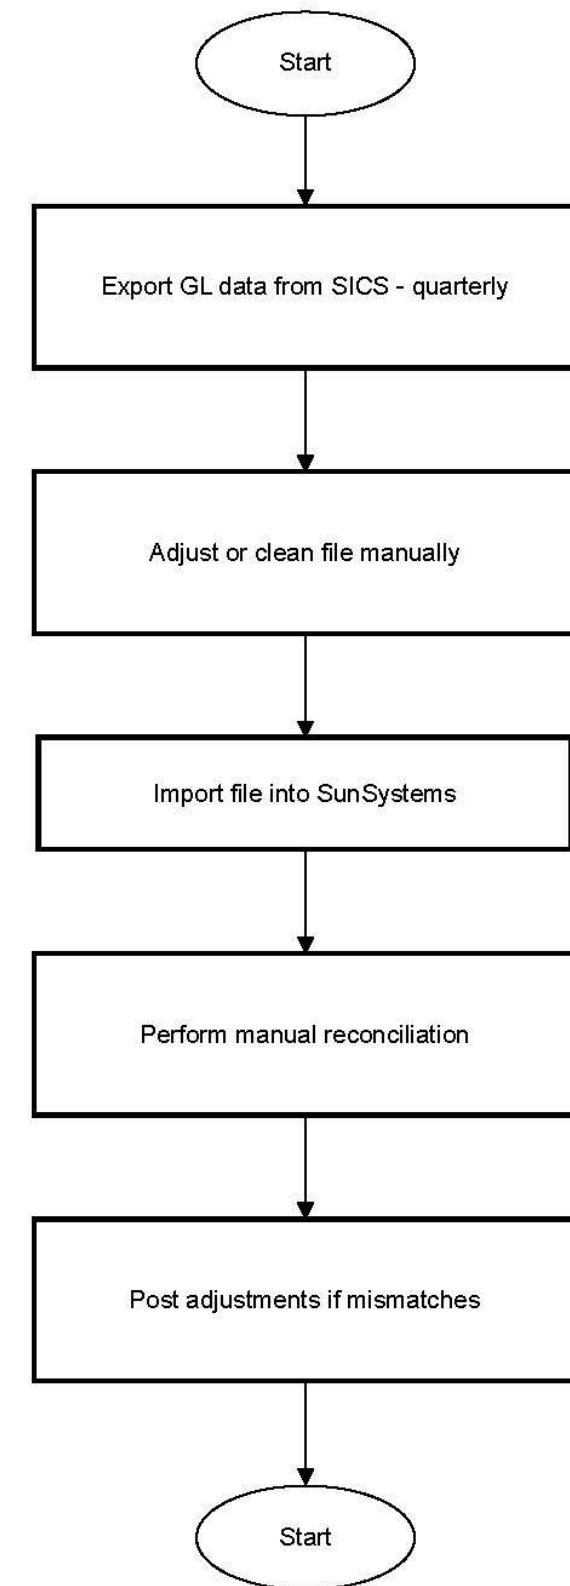 Start
Export GL data from SICS - quarterly
Adjust or clean file manually
Import file into SunSystems
Perform manual reconciliation
Post adjustments if mismatches
Start